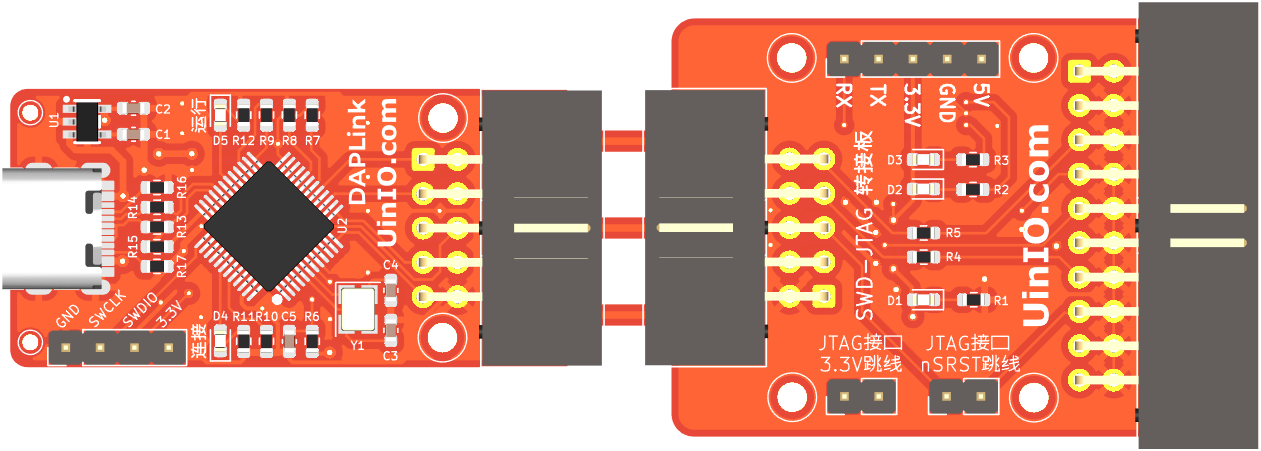 U1
C2
C1
运行
D5
R12
R9
R8
R7
DAPLink
UinIO.com
R16
R14
R13
R15
R17
U2
GND
SWCLK
SWDIO
3.3V
连接
D4
R11
R10
C5
R6
Y1
C4
C3
RX
TX
3.3V
GND
5V
SWD-JTAG 转接板
D3
R3
D2
R2
R5
R4
D1
R1
UinIO.com
JTAG接口
3.3V跳线
JTAG接口
nSRST跳线